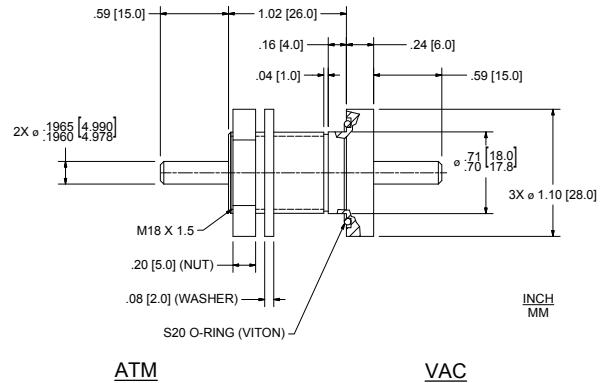 .59 [15.0]
1.02 [26.0]
.16 [4.0]
.24 [6.0]
.04 [1.0]
.59 [15.0]
2X ø .1965 [4.990]
.1960 [4.978]
ø .71 [18.0]
.70 [17.8]
3X ø 1.10 [28.0]
M18 X 1.5
.20 [5.0] (NUT)
.08 [2.0] (WASHER)
INCH
MM
S20 O-RING (VITON)
ATM
VAC